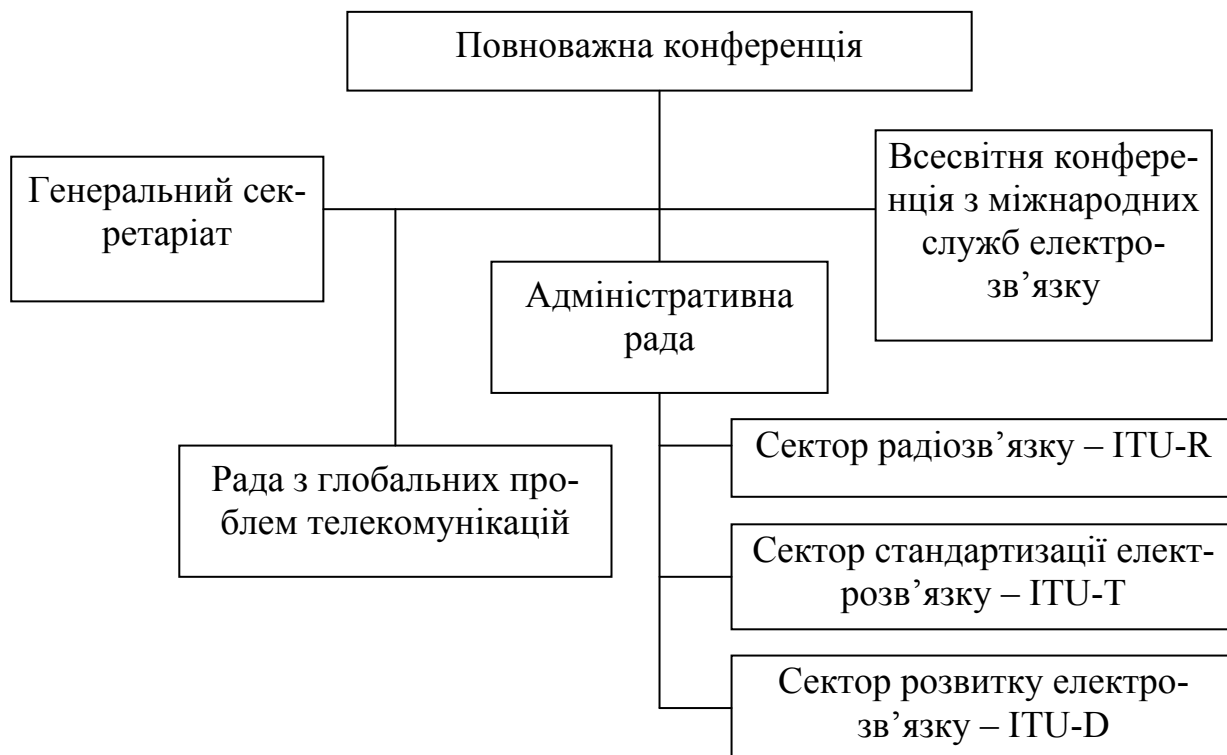 Повноважна конференція
Генеральний сек-
ретаріат
Всесвітня конфере-
нція з міжнародних
служб електро-
зв’язку
Адміністративна
рада
Рада з глобальних про-
блем телекомунікацій
Сектор радіозв’язку – ITU-R
Сектор стандартизації елект-
розв’язку – ITU-T
Сектор розвитку електро-
зв’язку – ITU-D